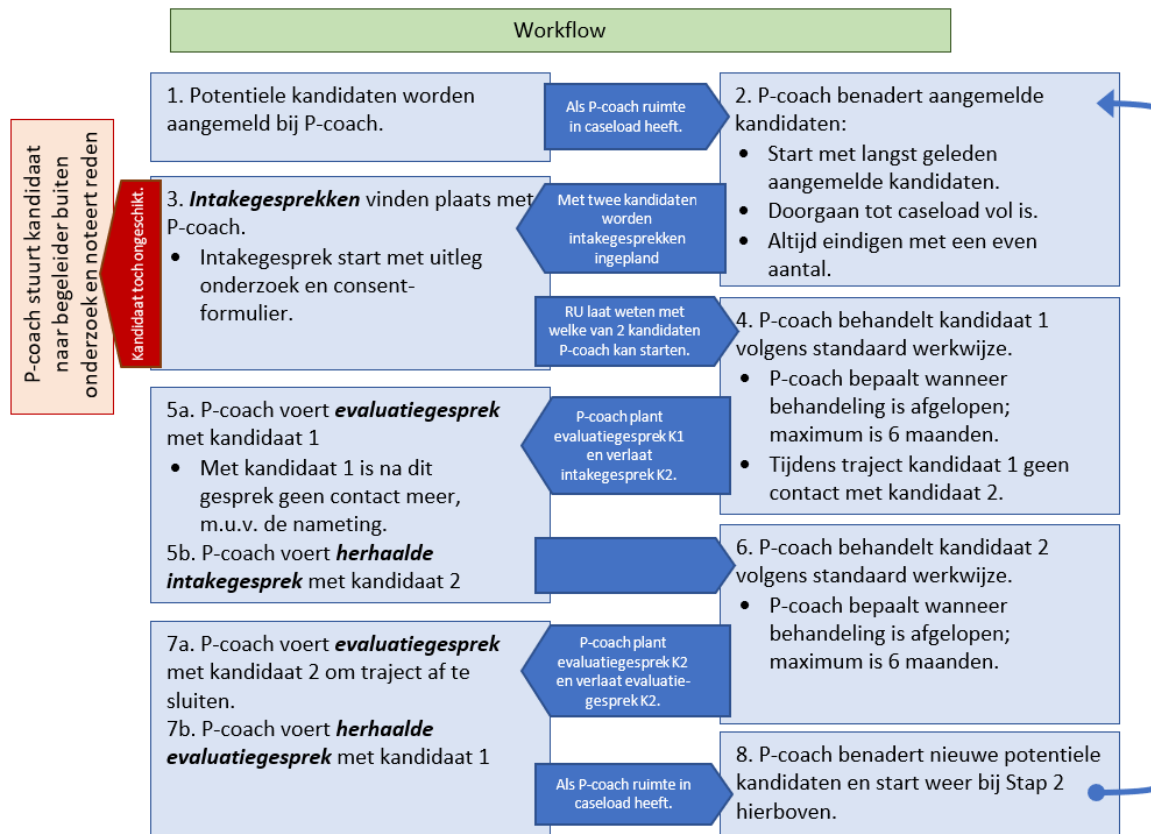 Workflow
1. Potentiele kandidaten worden
aangemeld bij P-coach.
Als P-coach ruimte
in caseload heeft.
2. P-coach benadert aangemelde
kandidaten:
• Start met langst geleden
aangemelde kandidaten.
• Doorgaan tot caseload vol is.
• Altijd eindigen met een even
aantal.
Met twee kandidaten
worden
intakegesprekken
ingepland
3. Intakegesprekken vinden plaats met
P-coach.
• Intakegesprek start met uitleg
onderzoek en consent-
formulier.
Kandidaat toch ongeschikt.
P-coach stuurt kandidaat
naar begeleider buiten
onderzoek en noteert reden
RU laat weten met
welke van 2 kandidaten
P-coach kan starten.
4. P-coach behandelt kandidaat 1
volgens standaard werkwijze.
• P-coach bepaalt wanneer
behandeling is afgelopen;
maximum is 6 maanden.
• Tijdens traject kandidaat 1 geen
contact met kandidaat 2.
P-coach plant
evaluatiegesprek K1
en verlaat
intakegesprek K2.
5a. P-coach voert evaluatiegesprek
met kandidaat 1
• Met kandidaat 1 is na dit
gesprek geen contact meer,
m.u.v. de nameting.
5b. P-coach voert herhaalde
intakegesprek met kandidaat 2
6. P-coach behandelt kandidaat 2
volgens standaard werkwijze.
• P-coach bepaalt wanneer
behandeling is afgelopen;
maximum is 6 maanden.
P-coach plant
evaluatiegesprek K2
en verlaat evaluatie-
gesprek K2.
7a. P-coach voert evaluatiegesprek
met kandidaat 2 om traject af te
sluiten.
7b. P-coach voert herhaalde
evaluatiegesprek met kandidaat 1
Als P-coach ruimte in
caseload heeft.
8. P-coach benadert nieuwe potentiele
kandidaten en start weer bij Stap 2
hierboven.